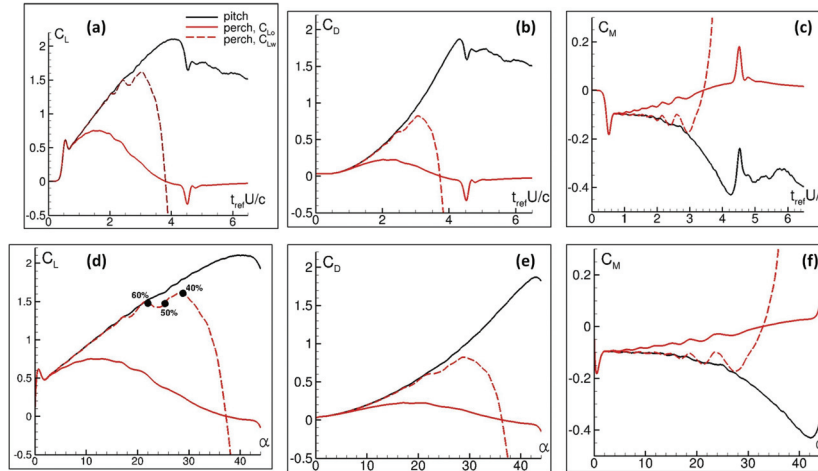 (a)
C_L
pitch
perch, C_Lo
perch, C_Lw
2
1.5
1
0.5
0
-0.5
0 2 4 6
t_ref U/c
(b)
C_D
2
1.5
1
0.5
0
-0.5
0 2 4 6
t_ref U/c
(c)
C_M
0.2
0
-0.2
-0.4
0 1 2 3 4 5 6
t_ref U/
(d)
C_L
60%
50%
40%
2
1.5
1
0.5
0
-0.5
0 10 20 30 40
α
(e)
C_D
2
1.5
1
0.5
0
-0.5
0 10 20 30 40
α
(f)
C_M
0.2
0
-0.2
-0.4
0 10 20 30 40